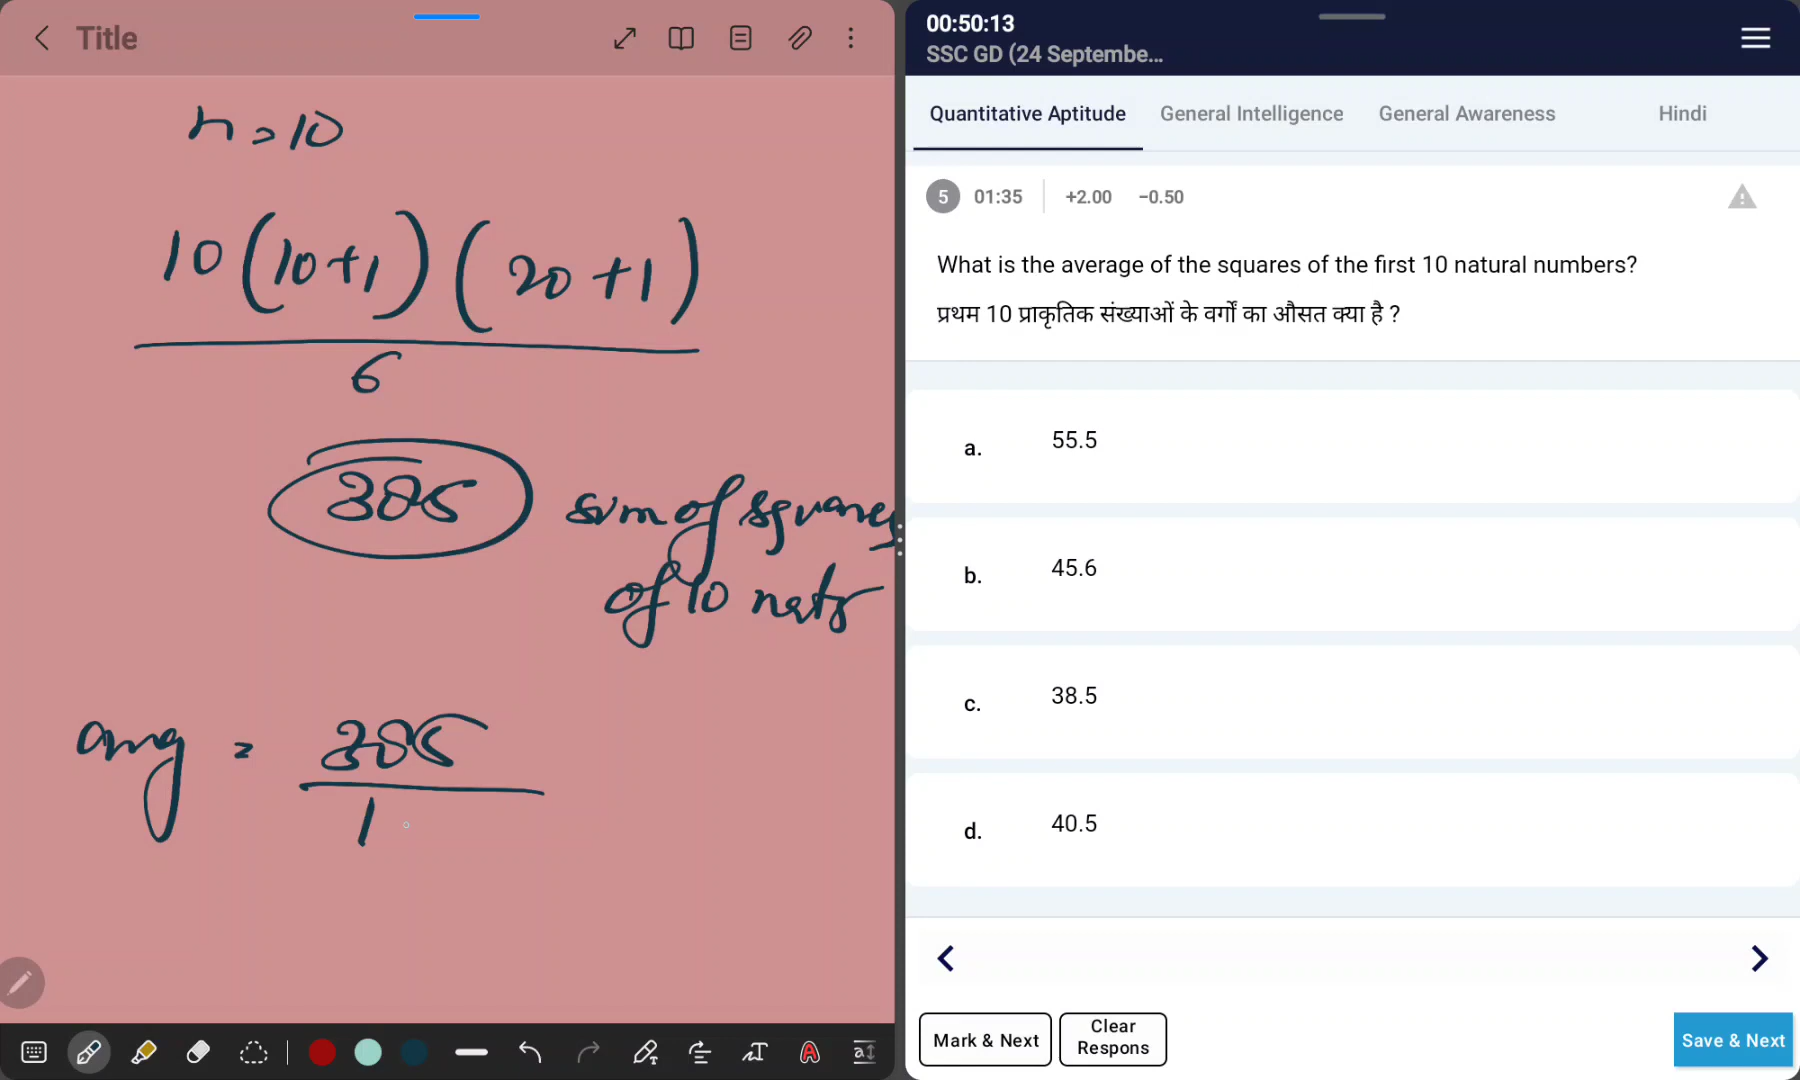 Title
n = 10
10(10+1)(20+1)
6
385 sum of squares
of 10 nats
avg = 385
1
00:50:13
SSC GD (24 Septembe...
Quantitative Aptitude General Intelligence General Awareness Hindi
5 01:35 +2.00 -0.50
What is the average of the squares of the first 10 natural numbers?
प्रथम 10 प्राकृतिक संख्याओं के वर्गों का औसत क्या है ?
a. 55.5
b. 45.6
c. 38.5
d. 40.5
Mark & Next
Clear
Respons
Save & Next